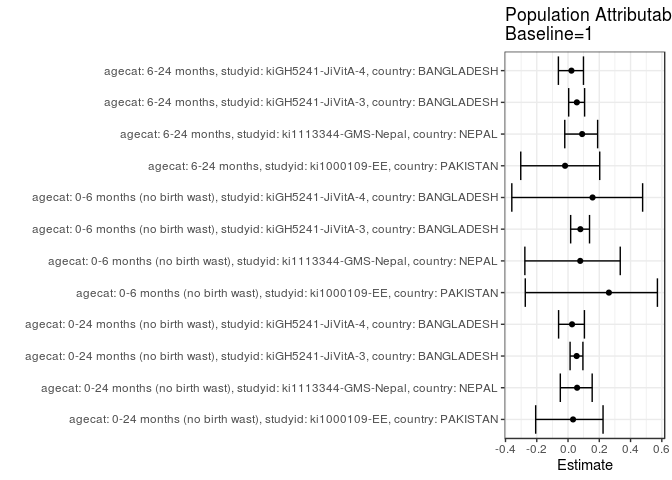 Population Attributab
Baseline=1
agecat: 6-24 months, studyid: kiGH5241-JiVitA-4, country: BANGLADESH
agecat: 6-24 months, studyid: kiGH5241-JiVitA-3, country: BANGLADESH
agecat: 6-24 months, studyid: ki1113344-GMS-Nepal, country: NEPAL
agecat: 6-24 months, studyid: ki1000109-EE, country: PAKISTAN
agecat: 0-6 months (no birth wast), studyid: kiGH5241-JiVitA-4, country: BANGLADESH
agecat: 0-6 months (no birth wast), studyid: kiGH5241-JiVitA-3, country: BANGLADESH
agecat: 0-6 months (no birth wast), studyid: ki1113344-GMS-Nepal, country: NEPAL
agecat: 0-6 months (no birth wast), studyid: ki1000109-EE, country: PAKISTAN
agecat: 0-24 months (no birth wast), studyid: kiGH5241-JiVitA-4, country: BANGLADESH
agecat: 0-24 months (no birth wast), studyid: kiGH5241-JiVitA-3, country: BANGLADESH
agecat: 0-24 months (no birth wast), studyid: ki1113344-GMS-Nepal, country: NEPAL
agecat: 0-24 months (no birth wast), studyid: ki1000109-EE, country: PAKISTAN
-0.4 -0.2 0.0 0.2 0.4 0.6
Estimate